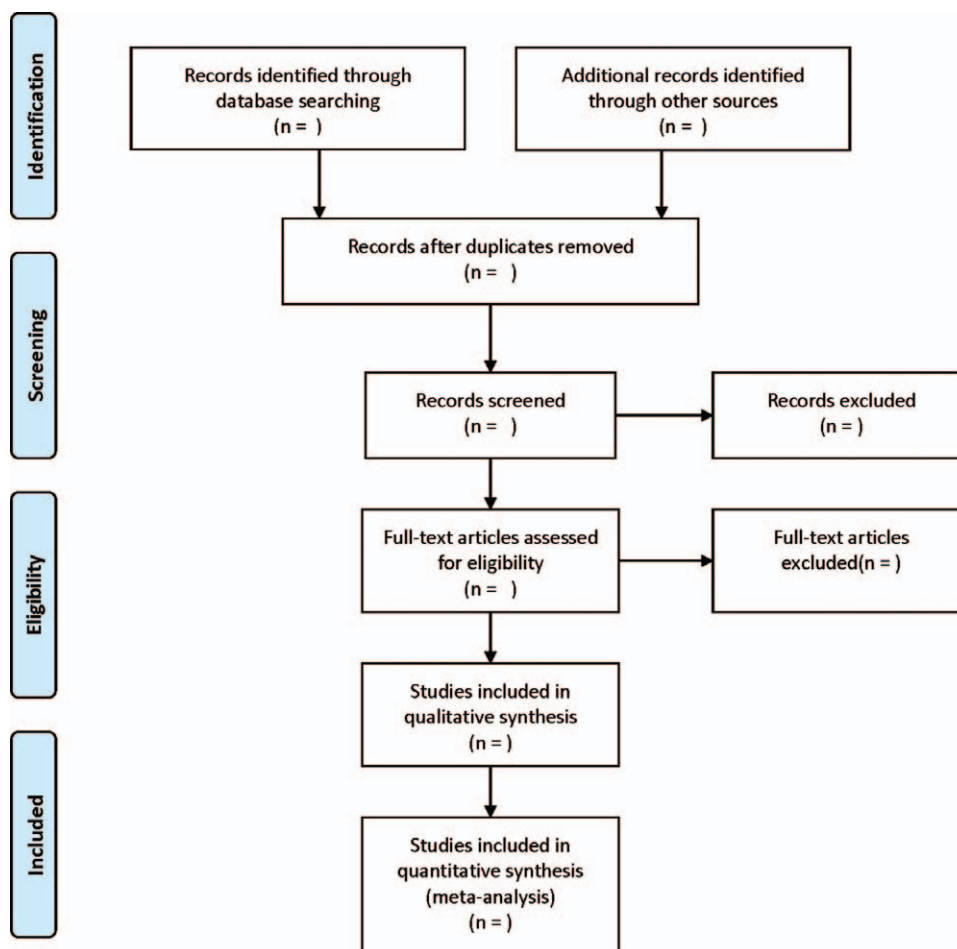 Identification
Records identified through
database searching
(n =  )
Additional records identified
through other sources
(n =  )
Records after duplicates removed
(n =   )
Screening
Records screened
(n =   )
Records excluded
(n = )
Eligibility
Full-text articles assessed
for eligibility
(n =   )
Full-text articles
excluded(n = )
Studies included in
qualitative synthesis
(n = )
Included
Studies included in
quantitative synthesis
(meta-analysis)
(n = )